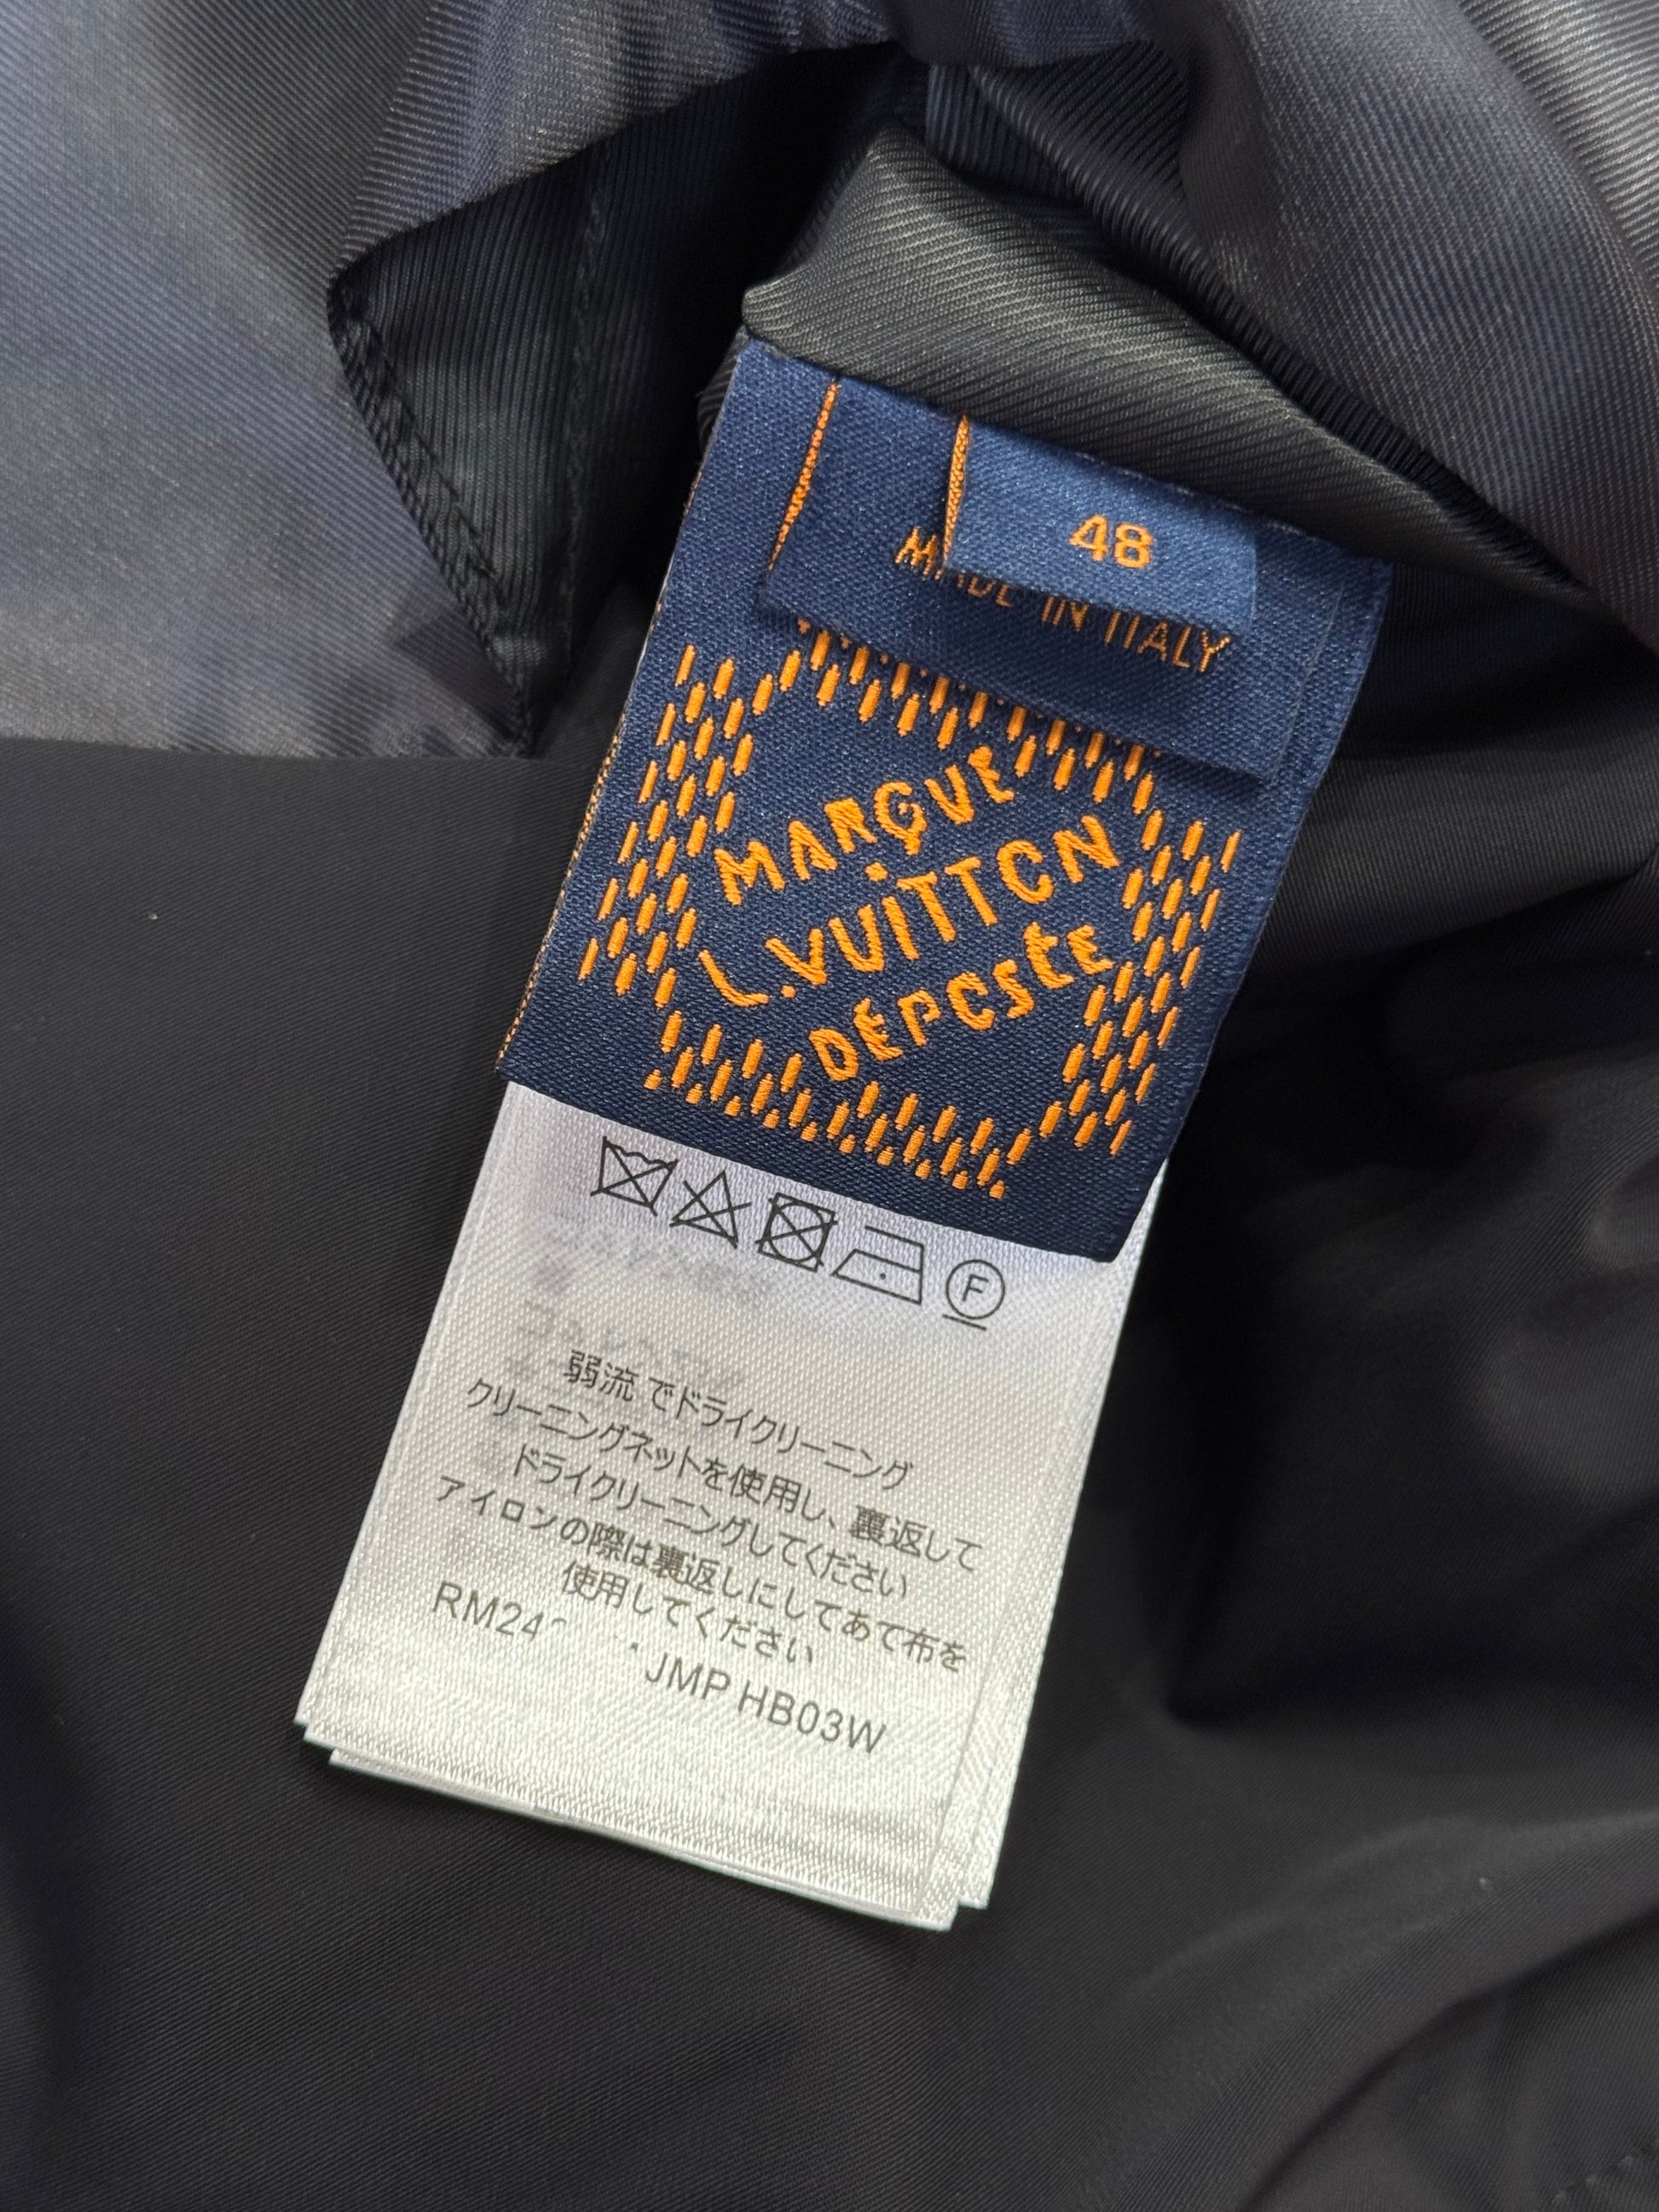 48
MADE IN ITALY
MARQUE
L.VUITTON
DÉPOSÉE
F
弱流でドライクリーニング
クリーニングネットを使用し、裏返して
ドライクリーニングしてください
アイロンの際は裏返しにしてあて布を
使用してください
JMP HB03W